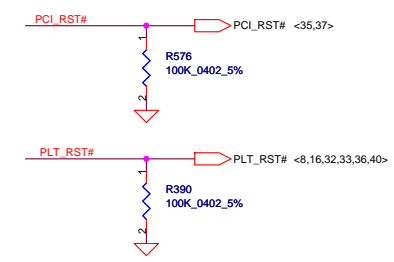 PCI_RST# PCI_RST# <35,37>
1
R576
100K_0402_5%
2
PLT_RST# PLT_RST# <8,16,32,33,36,40>
1
R390
100K_0402_5%
2